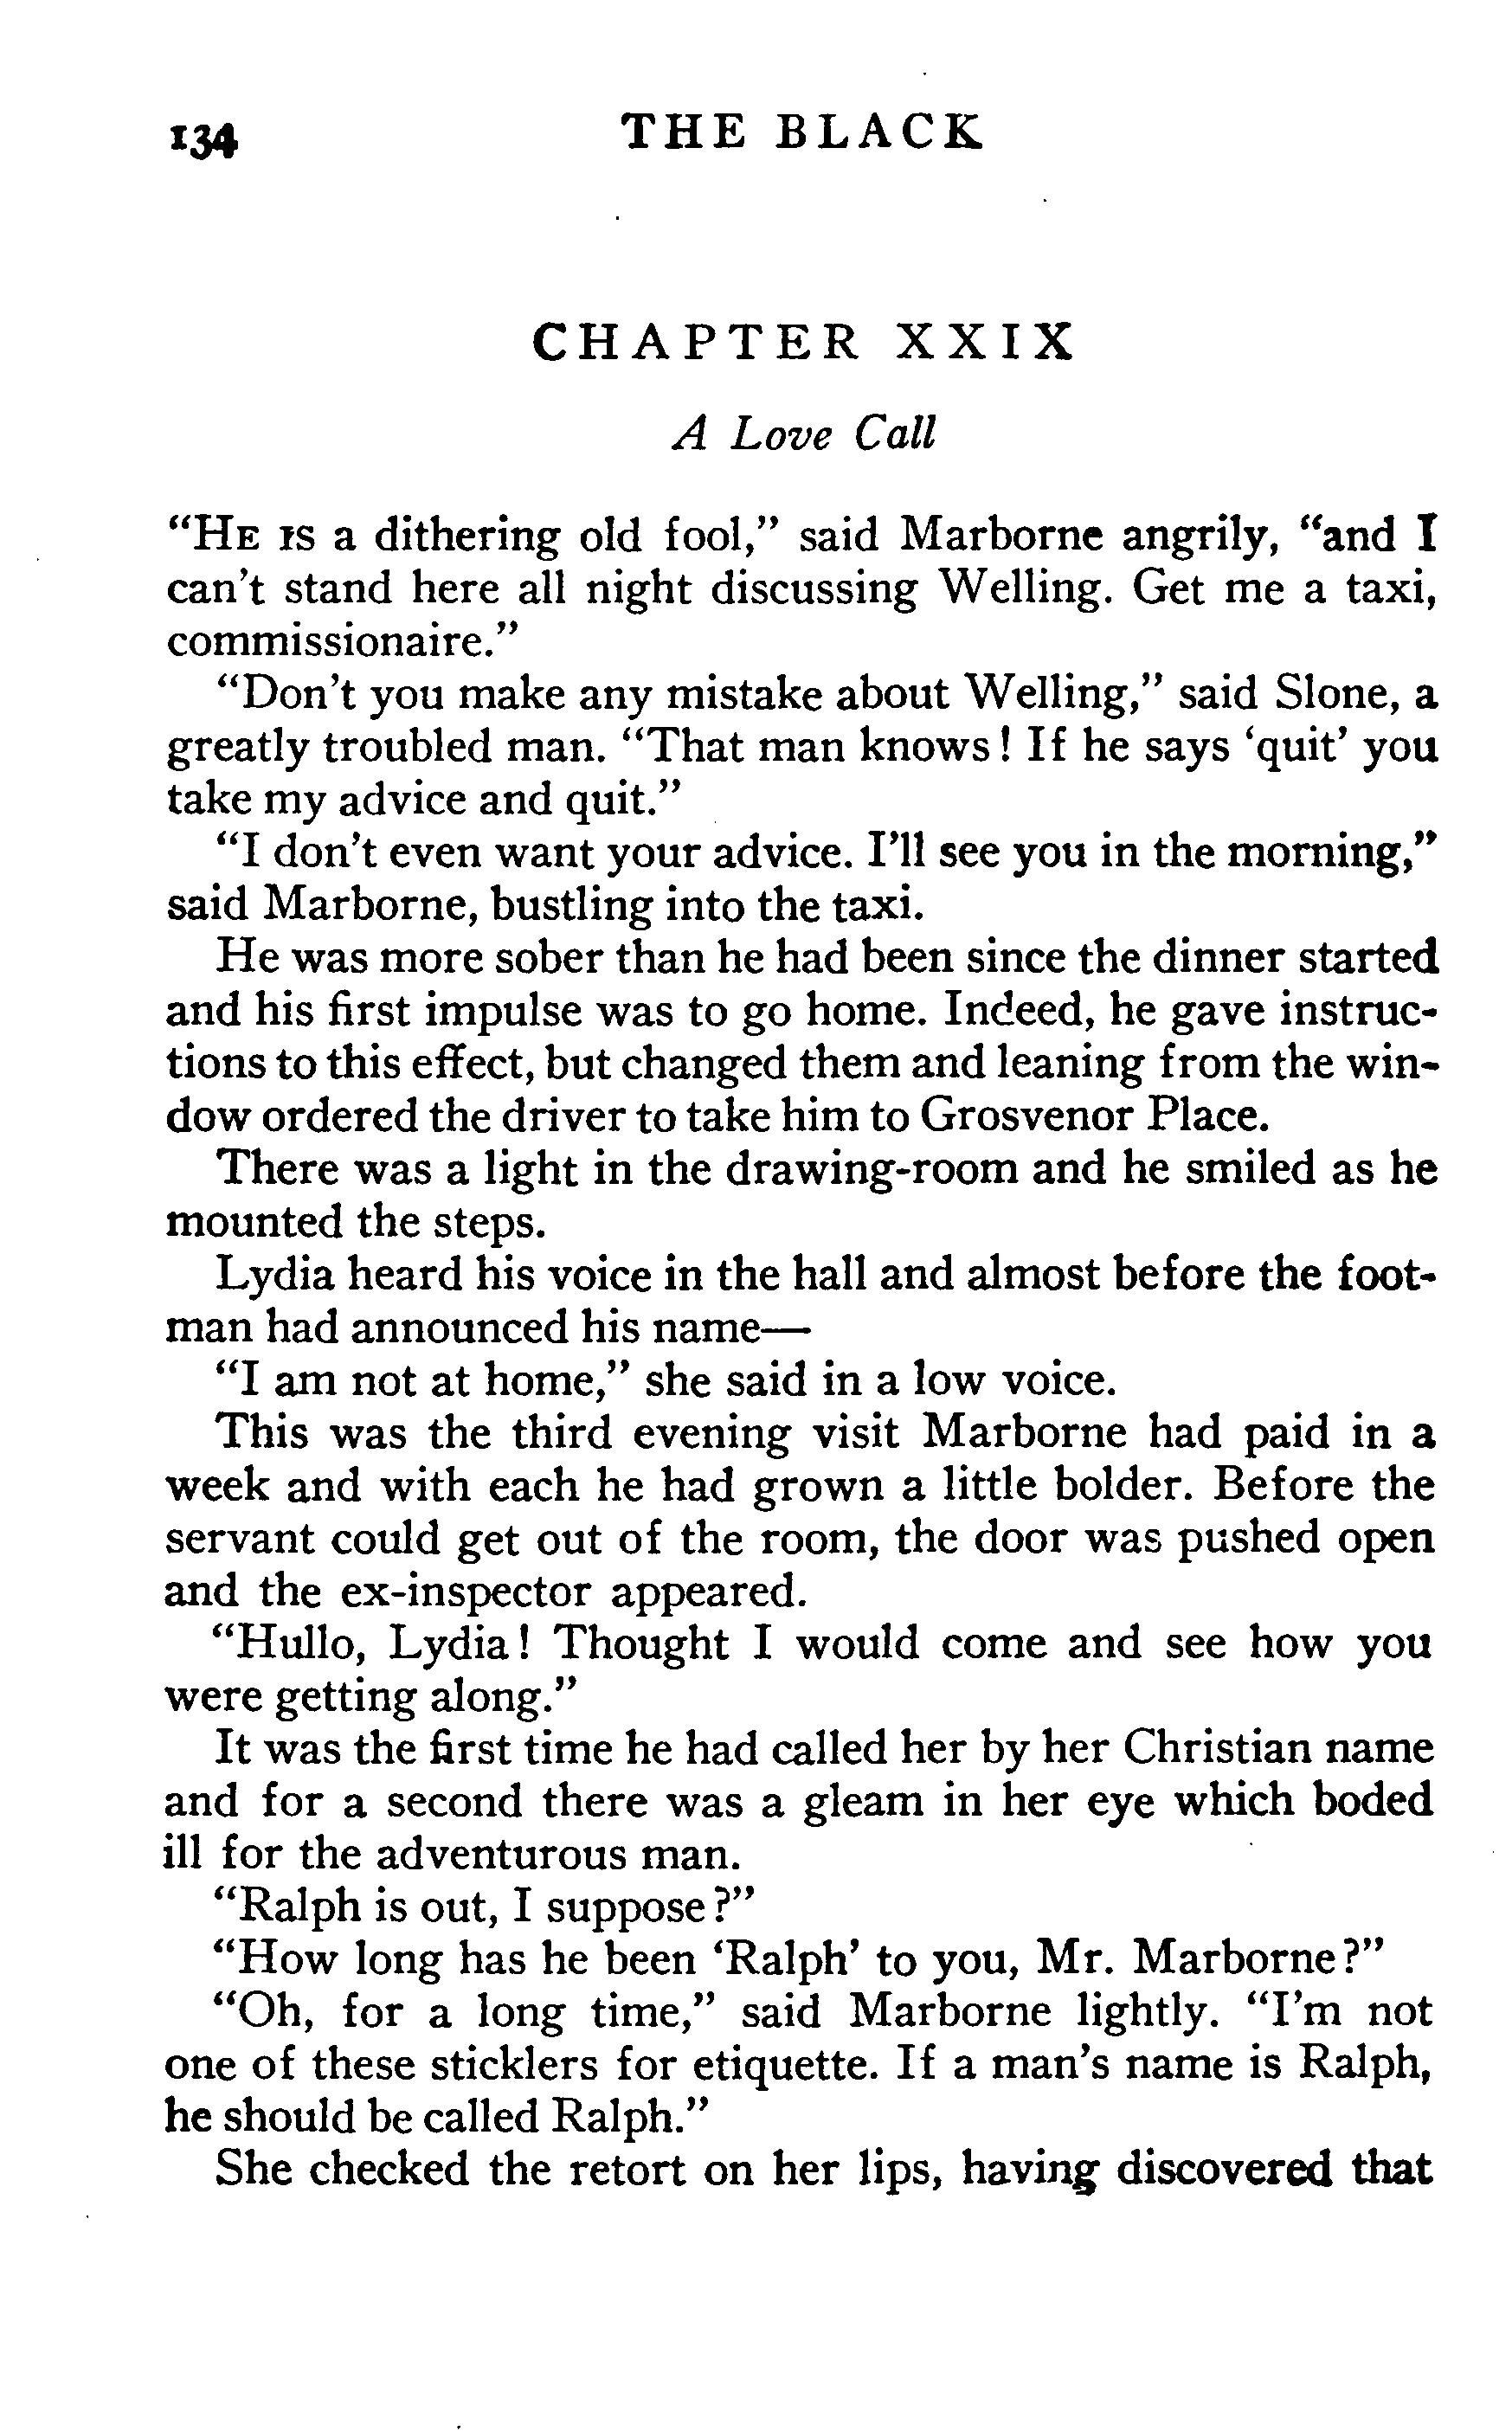 134 THE BLACK
CHAPTER XXIX
A Love Call
“HE IS a dithering old fool,” said Marborne angrily, “and I
can't stand here all night discussing Welling. Get me a taxi,
commissionaire.”
“Don't you make any mistake about Welling,” said Slone, a
greatly troubled man. “That man knows! If he says ‘quit’ you
take my advice and quit.”
“I don't even want your advice. I'll see you in the morning,”
said Marborne, bustling into the taxi.
He was more sober than he had been since the dinner started
and his first impulse was to go home. Indeed, he gave instruc-
tions to this effect, but changed them and leaning from the win-
dow ordered the driver to take him to Grosvenor Place.
There was a light in the drawing-room and he smiled as he
mounted the steps.
Lydia heard his voice in the hall and almost before the foot-
man had announced his name—
“I am not at home,” she said in a low voice.
This was the third evening visit Marborne had paid in a
week and with each he had grown a little bolder. Before the
servant could get out of the room, the door was pushed open
and the ex-inspector appeared.
“Hullo, Lydia! Thought I would come and see how you
were getting along.”
It was the first time he had called her by her Christian name
and for a second there was a gleam in her eye which boded
ill for the adventurous man.
“Ralph is out, I suppose?”
“How long has he been ‘Ralph’ to you, Mr. Marborne?”
“Oh, for a long time,” said Marborne lightly. “I'm not
one of these sticklers for etiquette. If a man's name is Ralph,
he should be called Ralph.”
She checked the retort on her lips, having discovered that